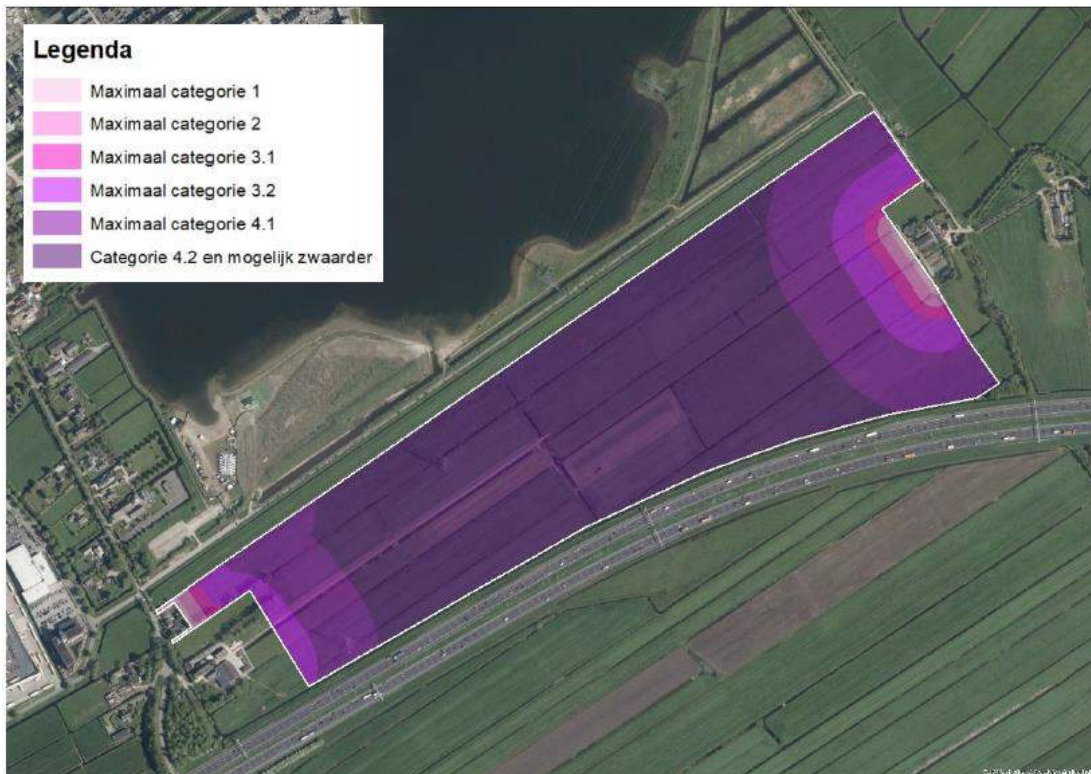 Legenda
Maximaal categorie 1
Maximaal categorie 2
Maximaal categorie 3.1
Maximaal categorie 3.2
Maximaal categorie 4.1
Categorie 4.2 en mogelijk zwaarder